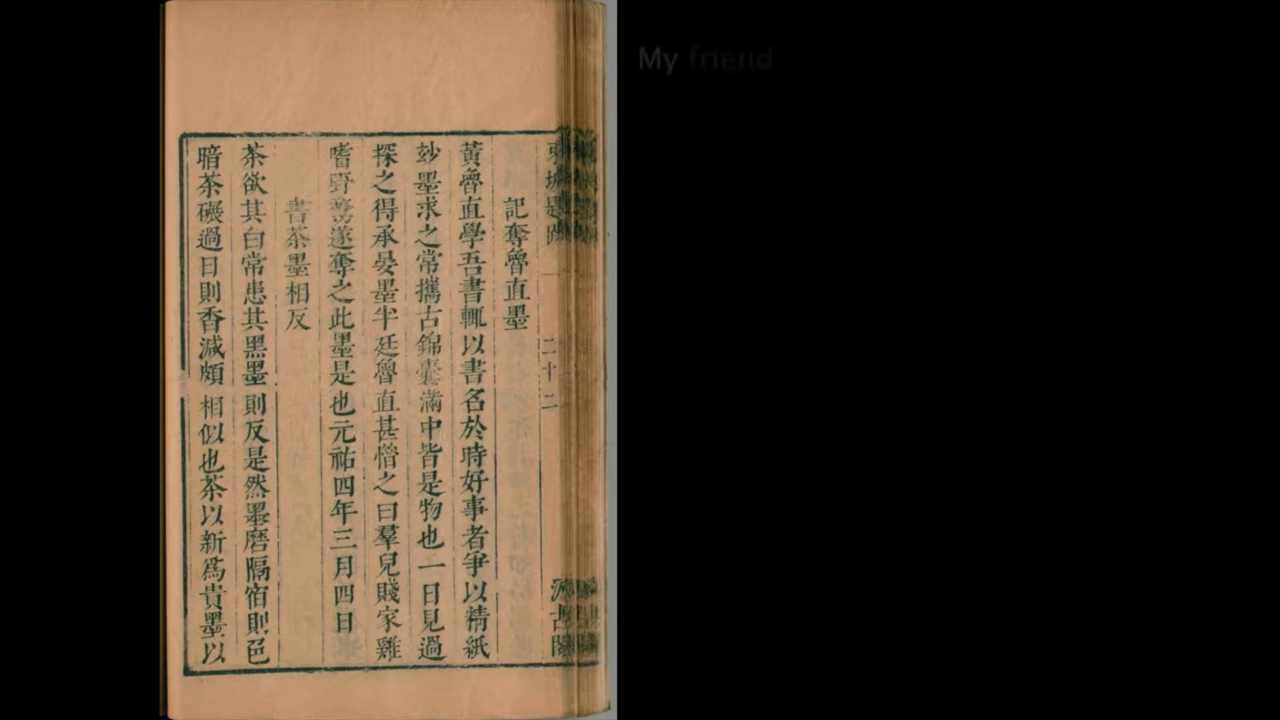 東坡題跋
二十二
汲古閣
記奪魯直墨
黃魯直學吾書輒以書名於時好事者爭以精紙
妙墨求之常攜古錦囊滿中皆是物也一日見過
探之得承晏墨半廷魯直甚惜之曰羣兒賤家雞
嗜野鶩遂奪之此墨是也元祐四年三月四日
書茶墨相反
茶欲其白常患其黑墨則反是然墨磨隔宿則色
暗茶碾過日則香減頗相似也茶以新爲貴墨以
My friend